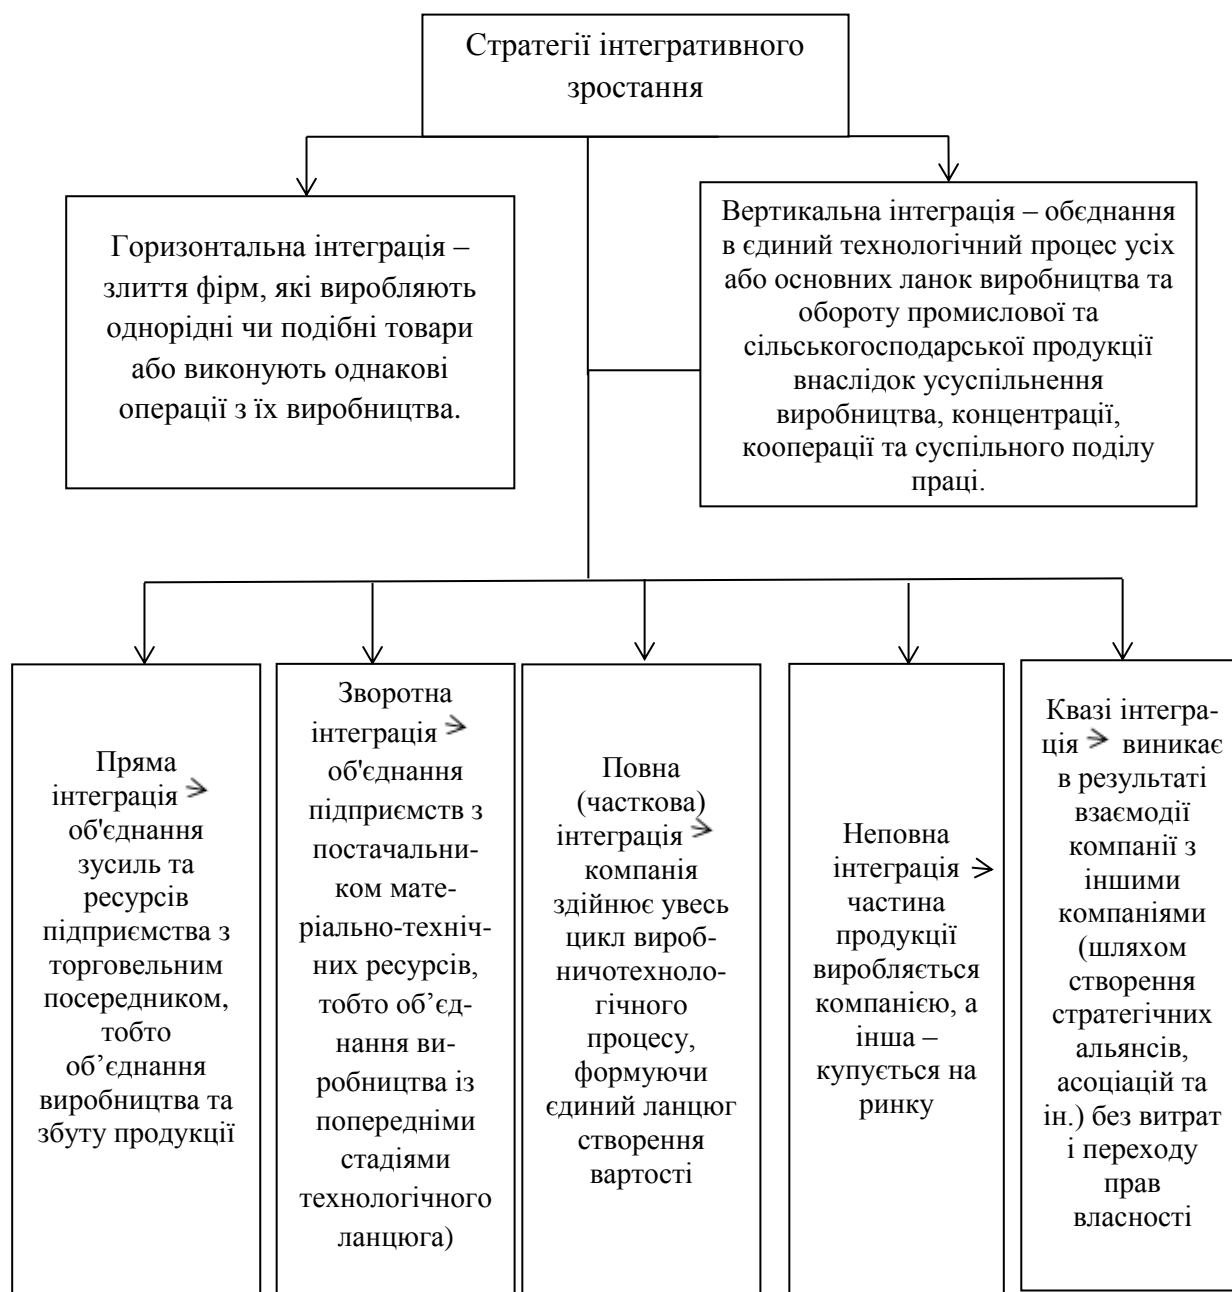 Стратегії інтегративного
зростання
Горизонтальна інтеграція –
злиття фірм, які виробляють
однорідні чи подібні товари
або виконують однакові
операції з їх виробництва.
Вертикальна інтеграція – обєднання
в єдиний технологічний процес усіх
або основних ланок виробництва та
обороту промислової та
сільськогосподарської продукції
внаслідок усуспільнення
виробництва, концентрації,
кооперації та суспільного поділу
праці.
Пряма
інтеграція
об'єднання
зусиль та
ресурсів
підприємства з
торговельним
посередником,
тобто
об’єднання
виробництва та
збуту продукції
Зворотна
інтеграція
об'єднання
підприємств з
постачальни-
ком мате-
ріально-техніч-
них ресурсів,
тобто об’єд-
нання ви-
робництва із
попередніми
стадіями
технологічного
ланцюга)
Повна
(часткова)
інтеграція
компанія
здійнює увесь
цикл вироб-
ничотехноло-
гічного
процесу,
формуючи
єдиний ланцюг
створення
вартості
Неповна
інтеграція
частина
продукції
виробляється
компанією, а
інша –
купується на
ринку
Квазі інтегра-
ція виникає
в результаті
взаємодії
компанії з
іншими
компаніями
(шляхом
створення
стратегічних
альянсів,
асоціацій та
ін.) без витрат
і переходу
прав
власності